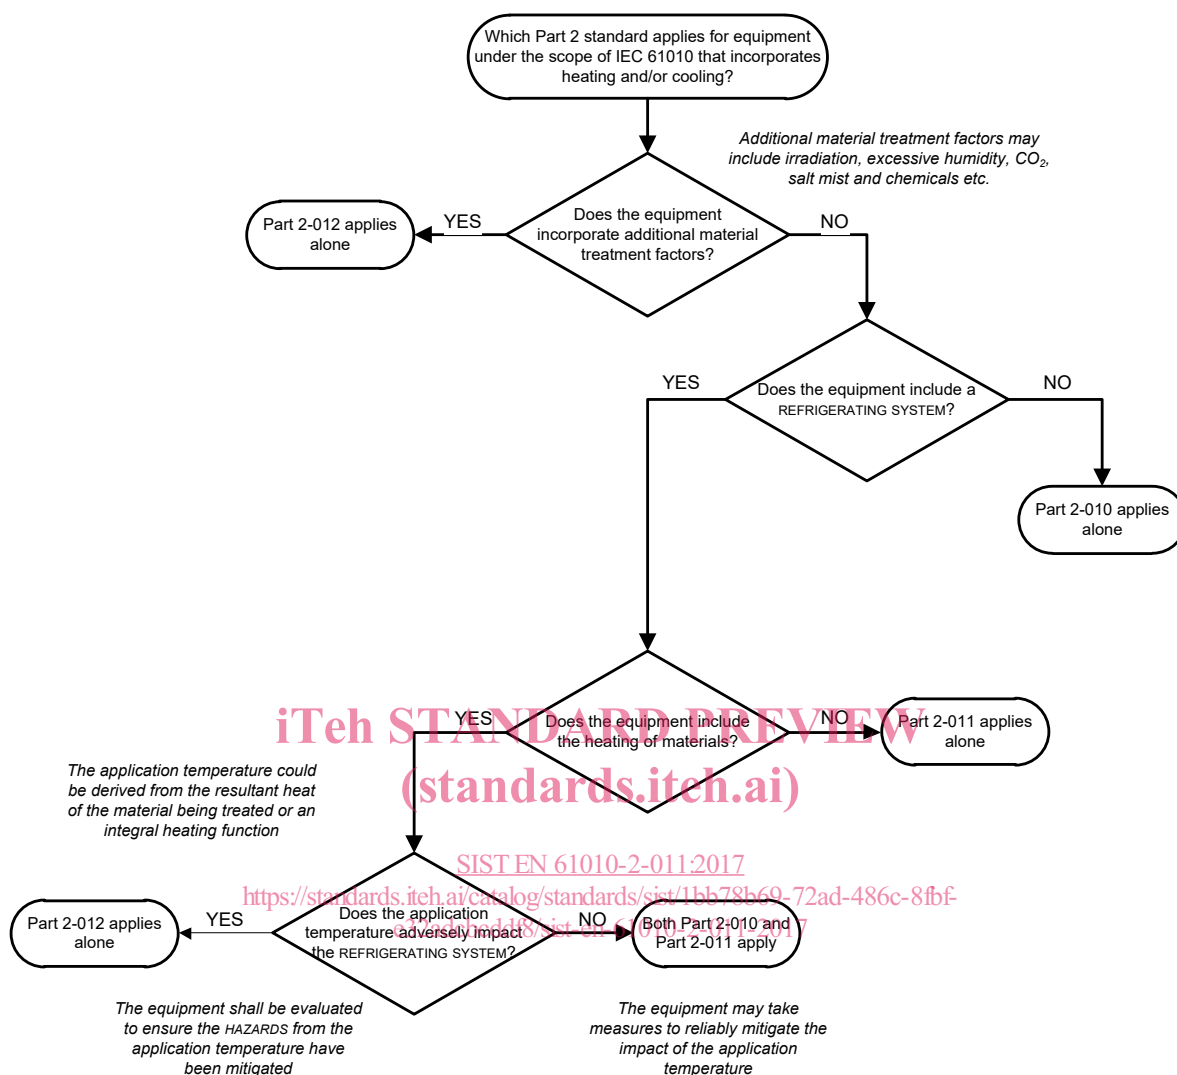 Which Part 2 standard applies for equipment
under the scope of IEC 61010 that incorporates
heating and/or cooling?
Additional material treatment factors may
include irradiation, excessive humidity, CO₂,
salt mist and chemicals etc.
Does the equipment
incorporate additional material
treatment factors?
YES
NO
Part 2-012 applies
alone
Does the equipment include a
REFRIGERATING SYSTEM?
YES
NO
Part 2-010 applies
alone
Does the equipment include
the heating of materials?
YES
NO
Part 2-011 applies
alone
iTeh STANDARD PREVIEW
(standards.iteh.ai)
The application temperature could
be derived from the resultant heat
of the material being treated or an
integral heating function
SIST EN 61010-2-011:2017
https://standards.iteh.ai/catalog/standards/sist/1bb78b69-72ad-486c-8fbf-
/sist-en-61010-2-011-2017
Does the application
temperature adversely impact
the REFRIGERATING SYSTEM?
YES
NO
Part 2-012 applies
alone
Both Part 2-010 and
Part 2-011 apply
The equipment shall be evaluated
to ensure the HAZARDS from the
application temperature have
been mitigated
The equipment may take
measures to reliably mitigate the
impact of the application
temperature